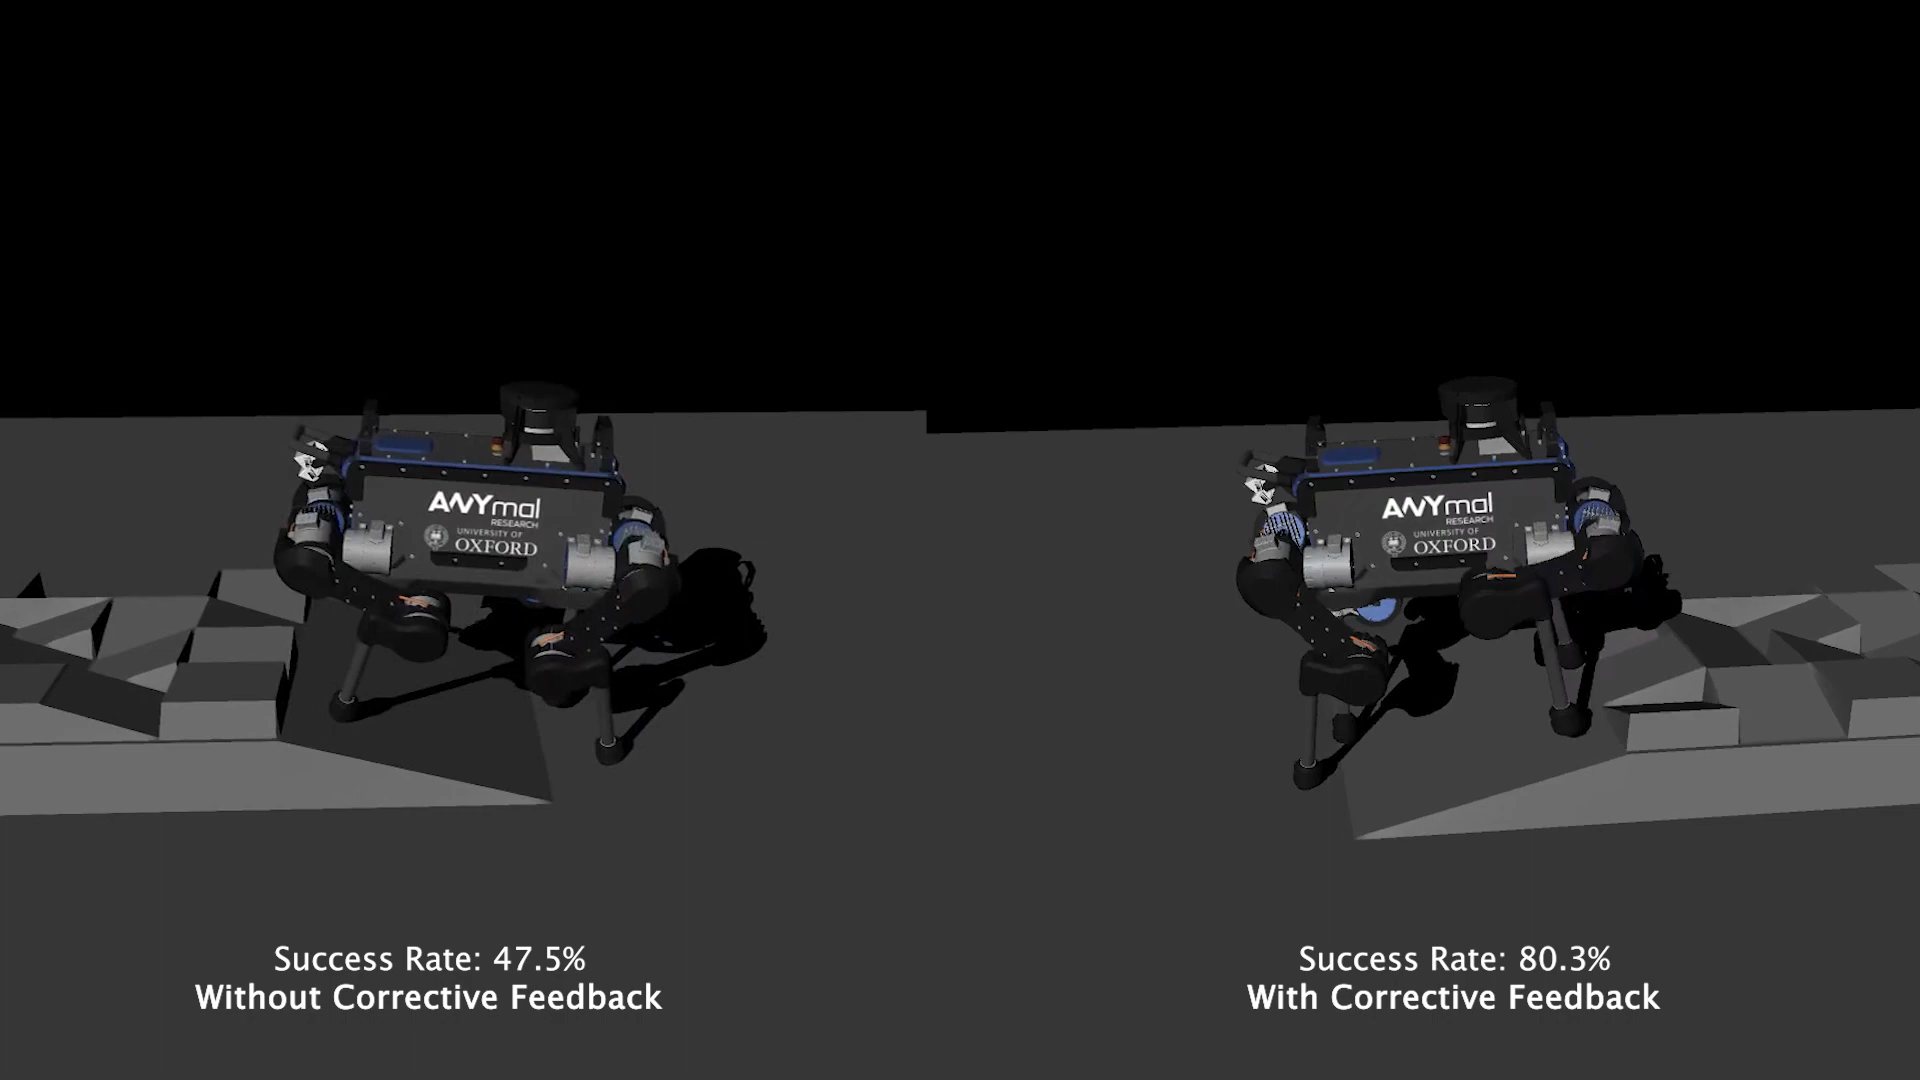 ANYmal
RESEARCH
UNIVERSITY OF
OXFORD
ANYmal
RESEARCH
UNIVERSITY OF
OXFORD
Success Rate: 47.5%
Without Corrective Feedback
Success Rate: 80.3%
With Corrective Feedback